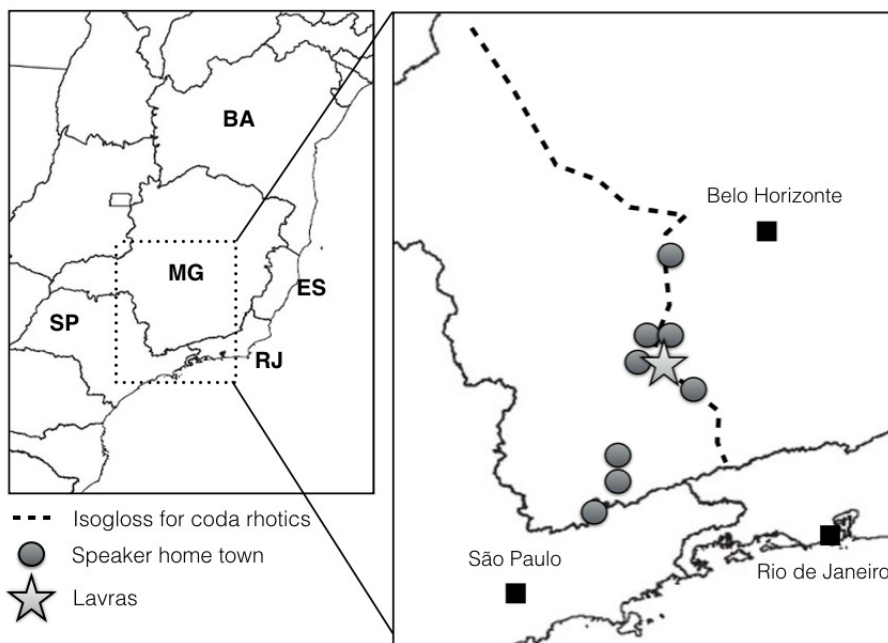 BA
MG
ES
SP
RJ
Isogloss for coda rhotics
Speaker home town
Lavras
Belo Horizonte
São Paulo
Rio de Janeiro